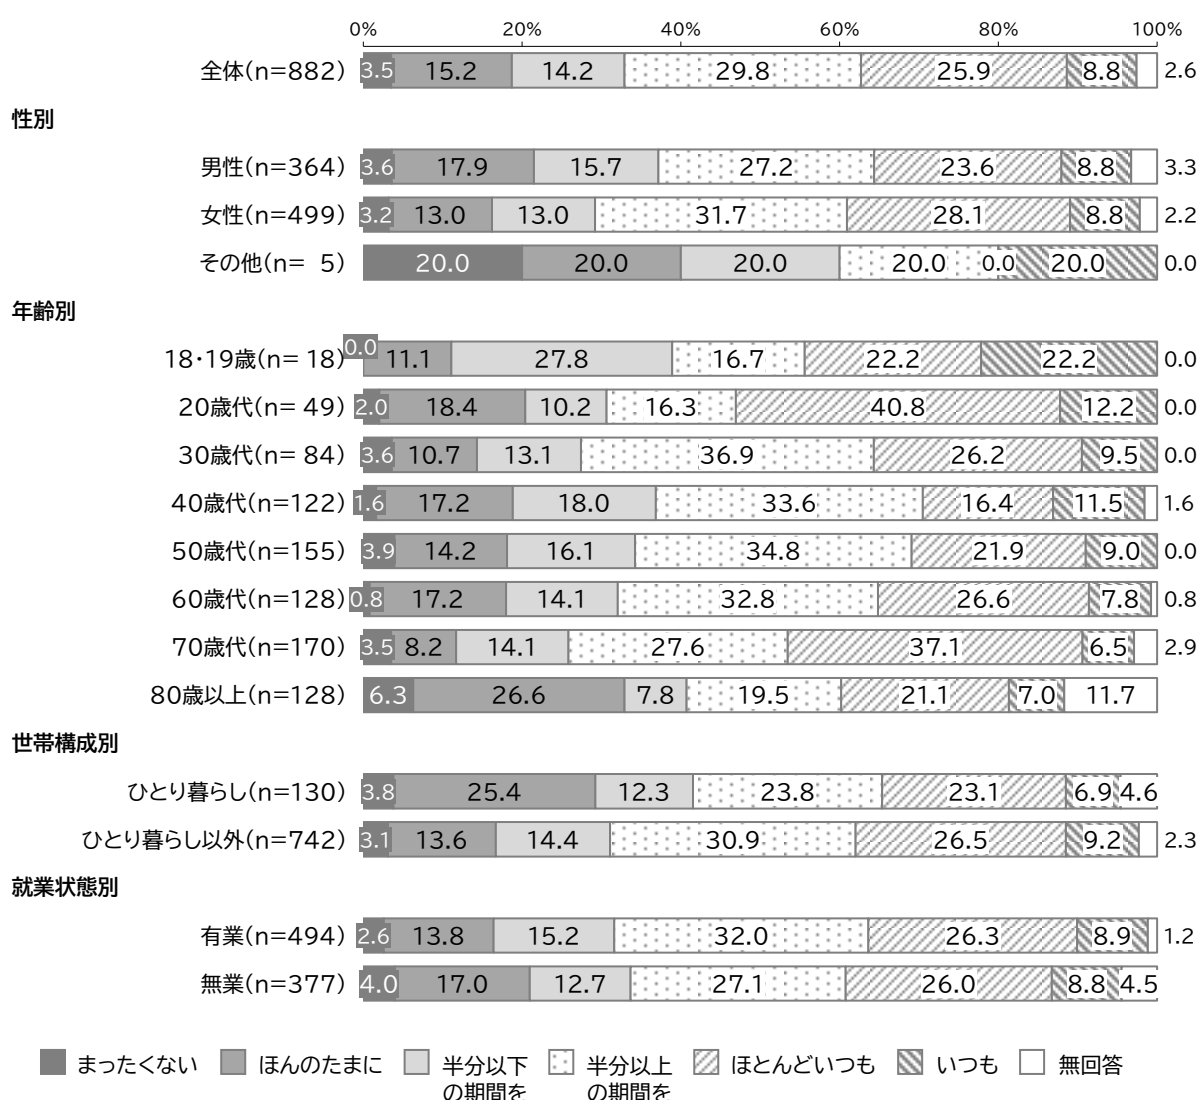 0% 20% 40% 60% 80% 100%
全体(n=882) 3.5 15.2 14.2 29.8 25.9 8.8 2.6
性別
男性(n=364) 3.6 17.9 15.7 27.2 23.6 8.8 3.3
女性(n=499) 3.2 13.0 13.0 31.7 28.1 8.8 2.2
その他(n= 5) 20.0 20.0 20.0 20.0 0.0 20.0 0.0
年齢別
18・19歳(n= 18) 0.0 11.1 27.8 16.7 22.2 22.2 0.0
20歳代(n= 49) 2.0 18.4 10.2 16.3 40.8 12.2 0.0
30歳代(n= 84) 3.6 10.7 13.1 36.9 26.2 9.5 0.0
40歳代(n=122) 1.6 17.2 18.0 33.6 16.4 11.5 1.6
50歳代(n=155) 3.9 14.2 16.1 34.8 21.9 9.0 0.0
60歳代(n=128) 0.8 17.2 14.1 32.8 26.6 7.8 0.8
70歳代(n=170) 3.5 8.2 14.1 27.6 37.1 6.5 2.9
80歳以上(n=128) 6.3 26.6 7.8 19.5 21.1 7.0 11.7
世帯構成別
ひとり暮らし(n=130) 3.8 25.4 12.3 23.8 23.1 6.9 4.6
ひとり暮らし以外(n=742) 3.1 13.6 14.4 30.9 26.5 9.2 2.3
就業状態別
有業(n=494) 2.6 13.8 15.2 32.0 26.3 8.9 1.2
無業(n=377) 4.0 17.0 12.7 27.1 26.0 8.8 4.5
まったくない ほんのたまに 半分以下 半分以上 ほとんどいつも いつも 無回答
の期間を の期間を